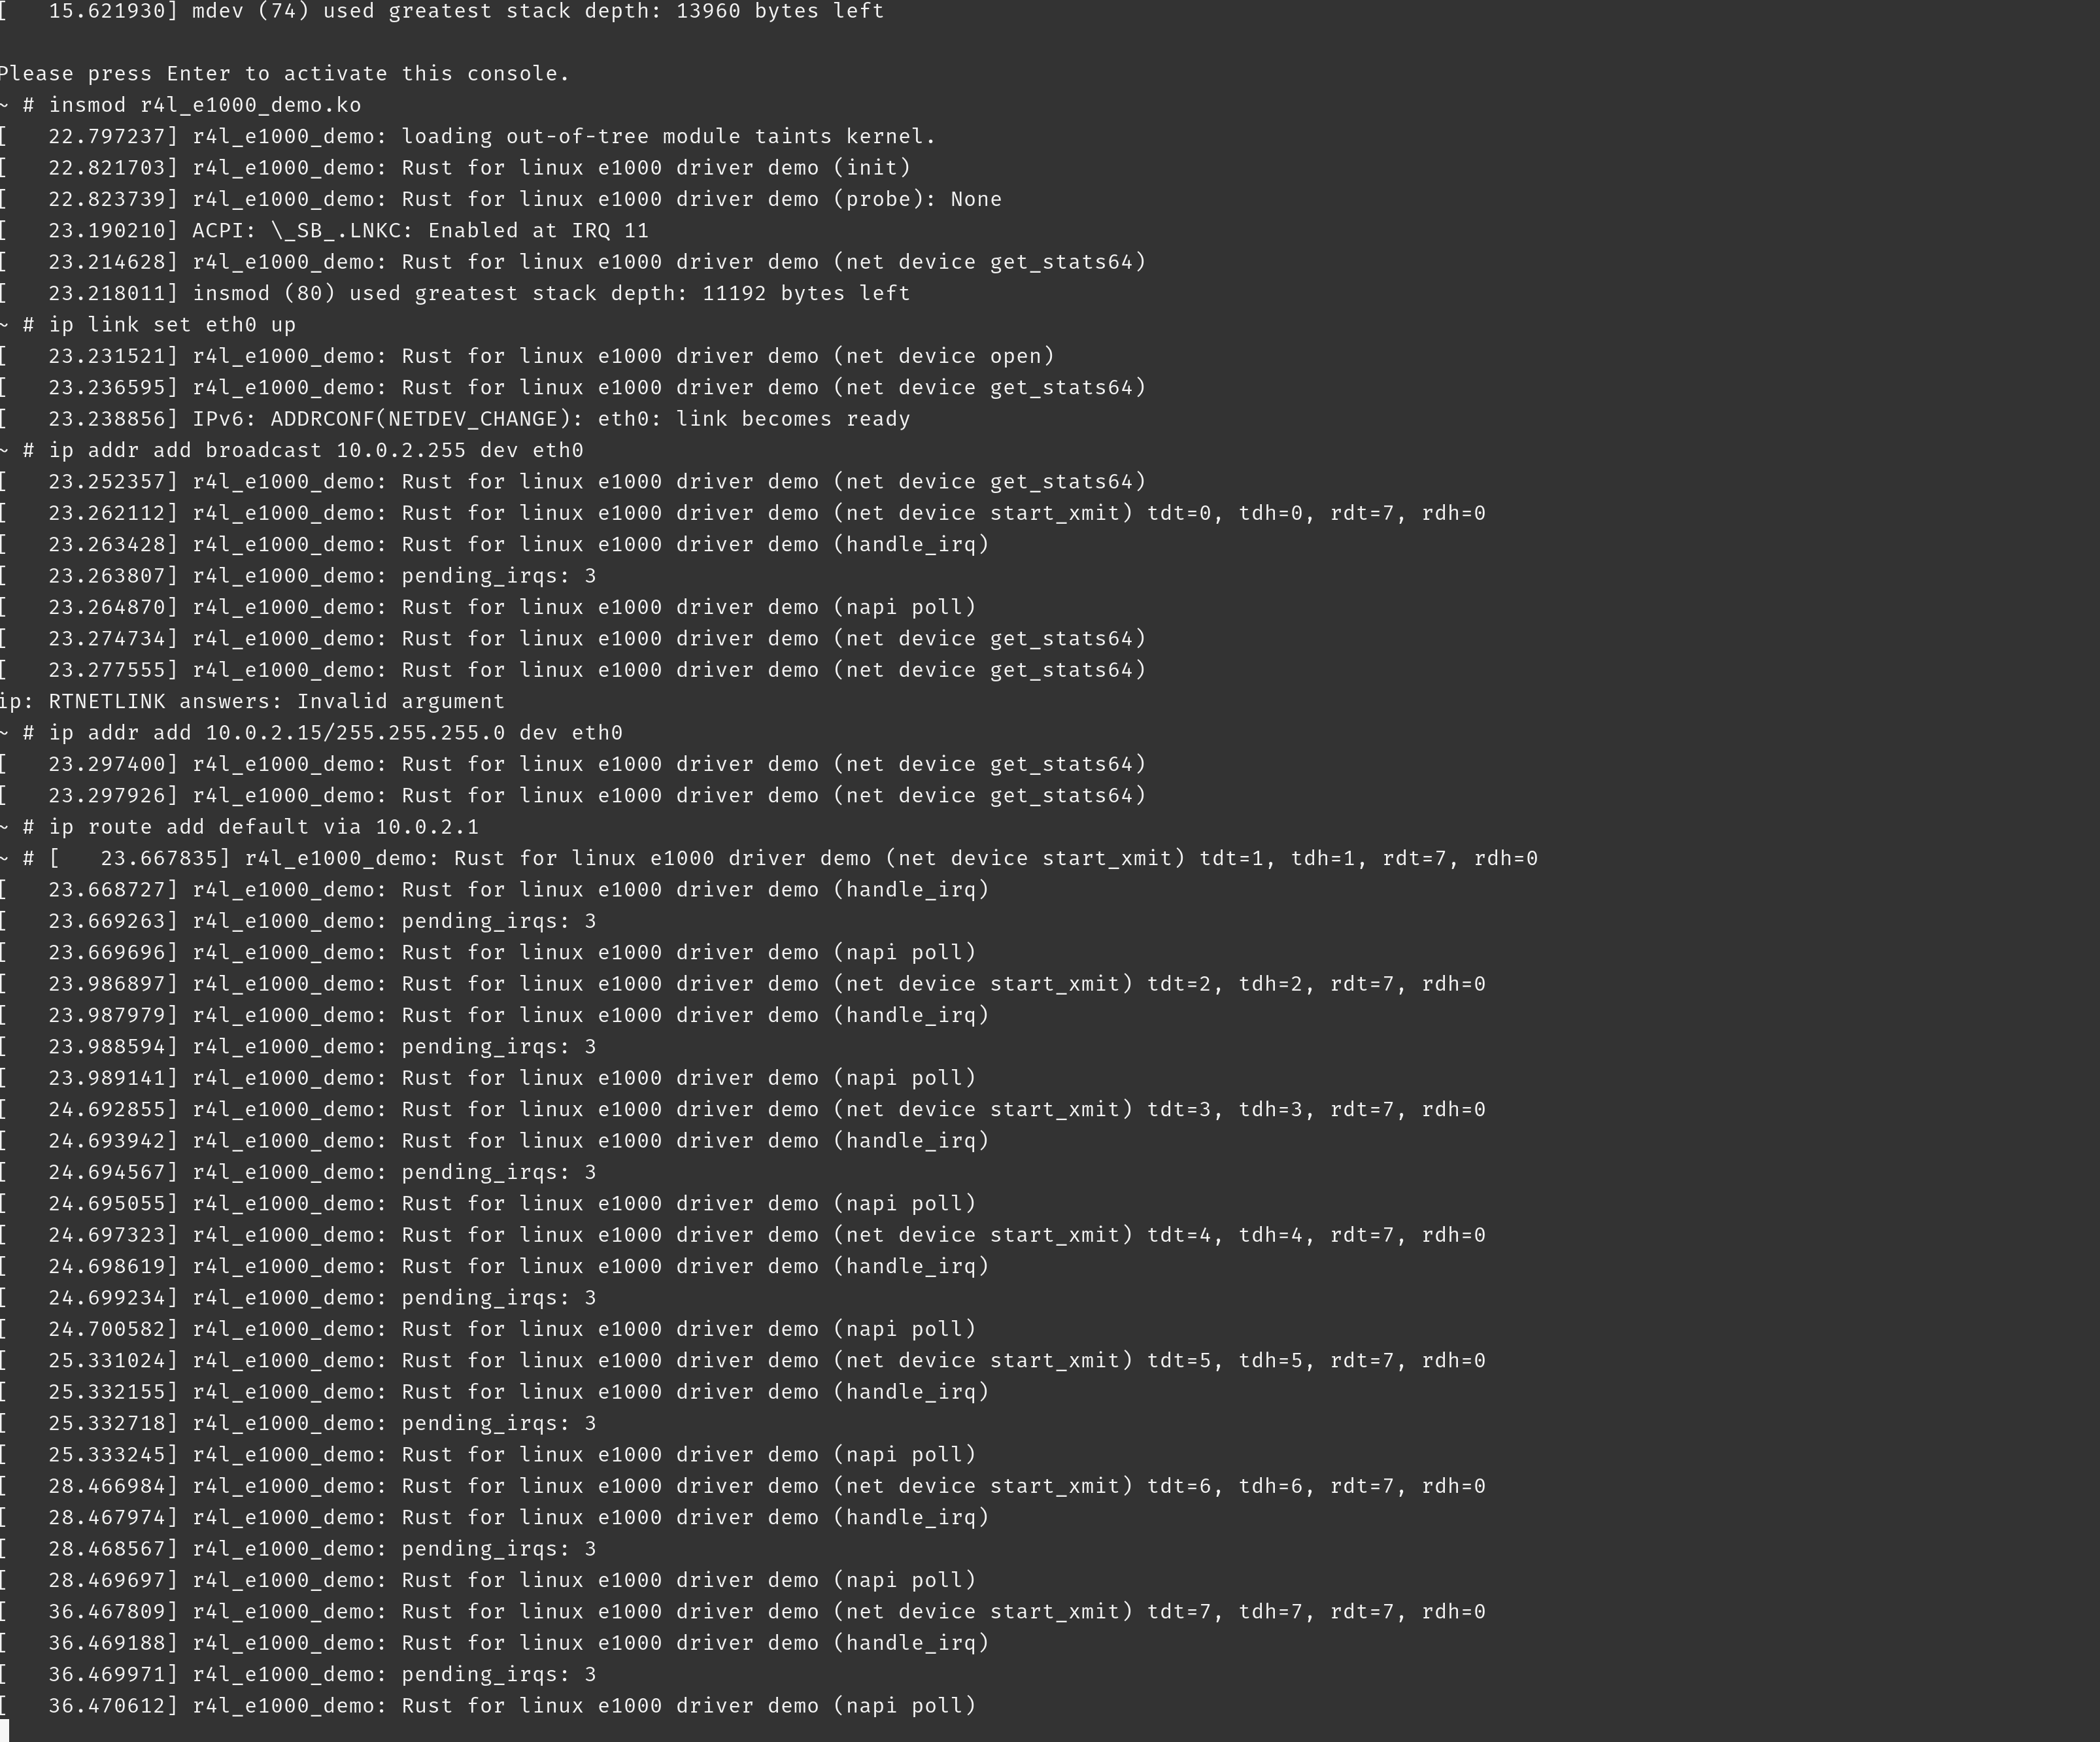 [   15.621930] mdev (74) used greatest stack depth: 13960 bytes left
Please press Enter to activate this console.
~ # insmod r4l_e1000_demo.ko
[   22.797237] r4l_e1000_demo: loading out-of-tree module taints kernel.
[   22.821703] r4l_e1000_demo: Rust for linux e1000 driver demo (init)
[   22.823739] r4l_e1000_demo: Rust for linux e1000 driver demo (probe): None
[   23.190210] ACPI: \_SB_.LNKC: Enabled at IRQ 11
[   23.214628] r4l_e1000_demo: Rust for linux e1000 driver demo (net device get_stats64)
[   23.218011] insmod (80) used greatest stack depth: 11192 bytes left
~ # ip link set eth0 up
[   23.231521] r4l_e1000_demo: Rust for linux e1000 driver demo (net device open)
[   23.236595] r4l_e1000_demo: Rust for linux e1000 driver demo (net device get_stats64)
[   23.238856] IPv6: ADDRCONF(NETDEV_CHANGE): eth0: link becomes ready
~ # ip addr add broadcast 10.0.2.255 dev eth0
[   23.252357] r4l_e1000_demo: Rust for linux e1000 driver demo (net device get_stats64)
[   23.262112] r4l_e1000_demo: Rust for linux e1000 driver demo (net device start_xmit) tdt=0, tdh=0, rdt=7, rdh=0
[   23.263428] r4l_e1000_demo: Rust for linux e1000 driver demo (handle_irq)
[   23.263807] r4l_e1000_demo: pending_irqs: 3
[   23.264870] r4l_e1000_demo: Rust for linux e1000 driver demo (napi poll)
[   23.274734] r4l_e1000_demo: Rust for linux e1000 driver demo (net device get_stats64)
[   23.277555] r4l_e1000_demo: Rust for linux e1000 driver demo (net device get_stats64)
ip: RTNETLINK answers: Invalid argument
~ # ip addr add 10.0.2.15/255.255.255.0 dev eth0
[   23.297400] r4l_e1000_demo: Rust for linux e1000 driver demo (net device get_stats64)
[   23.297926] r4l_e1000_demo: Rust for linux e1000 driver demo (net device get_stats64)
~ # ip route add default via 10.0.2.1
~ # [   23.667835] r4l_e1000_demo: Rust for linux e1000 driver demo (net device start_xmit) tdt=1, tdh=1, rdt=7, rdh=0
[   23.668727] r4l_e1000_demo: Rust for linux e1000 driver demo (handle_irq)
[   23.669263] r4l_e1000_demo: pending_irqs: 3
[   23.669696] r4l_e1000_demo: Rust for linux e1000 driver demo (napi poll)
[   23.986897] r4l_e1000_demo: Rust for linux e1000 driver demo (net device start_xmit) tdt=2, tdh=2, rdt=7, rdh=0
[   23.987979] r4l_e1000_demo: Rust for linux e1000 driver demo (handle_irq)
[   23.988594] r4l_e1000_demo: pending_irqs: 3
[   23.989141] r4l_e1000_demo: Rust for linux e1000 driver demo (napi poll)
[   24.692855] r4l_e1000_demo: Rust for linux e1000 driver demo (net device start_xmit) tdt=3, tdh=3, rdt=7, rdh=0
[   24.693942] r4l_e1000_demo: Rust for linux e1000 driver demo (handle_irq)
[   24.694567] r4l_e1000_demo: pending_irqs: 3
[   24.695055] r4l_e1000_demo: Rust for linux e1000 driver demo (napi poll)
[   24.697323] r4l_e1000_demo: Rust for linux e1000 driver demo (net device start_xmit) tdt=4, tdh=4, rdt=7, rdh=0
[   24.698619] r4l_e1000_demo: Rust for linux e1000 driver demo (handle_irq)
[   24.699234] r4l_e1000_demo: pending_irqs: 3
[   24.700582] r4l_e1000_demo: Rust for linux e1000 driver demo (napi poll)
[   25.331024] r4l_e1000_demo: Rust for linux e1000 driver demo (net device start_xmit) tdt=5, tdh=5, rdt=7, rdh=0
[   25.332155] r4l_e1000_demo: Rust for linux e1000 driver demo (handle_irq)
[   25.332718] r4l_e1000_demo: pending_irqs: 3
[   25.333245] r4l_e1000_demo: Rust for linux e1000 driver demo (napi poll)
[   28.466984] r4l_e1000_demo: Rust for linux e1000 driver demo (net device start_xmit) tdt=6, tdh=6, rdt=7, rdh=0
[   28.467974] r4l_e1000_demo: Rust for linux e1000 driver demo (handle_irq)
[   28.468567] r4l_e1000_demo: pending_irqs: 3
[   28.469697] r4l_e1000_demo: Rust for linux e1000 driver demo (napi poll)
[   36.467809] r4l_e1000_demo: Rust for linux e1000 driver demo (net device start_xmit) tdt=7, tdh=7, rdt=7, rdh=0
[   36.469188] r4l_e1000_demo: Rust for linux e1000 driver demo (handle_irq)
[   36.469971] r4l_e1000_demo: pending_irqs: 3
[   36.470612] r4l_e1000_demo: Rust for linux e1000 driver demo (napi poll)